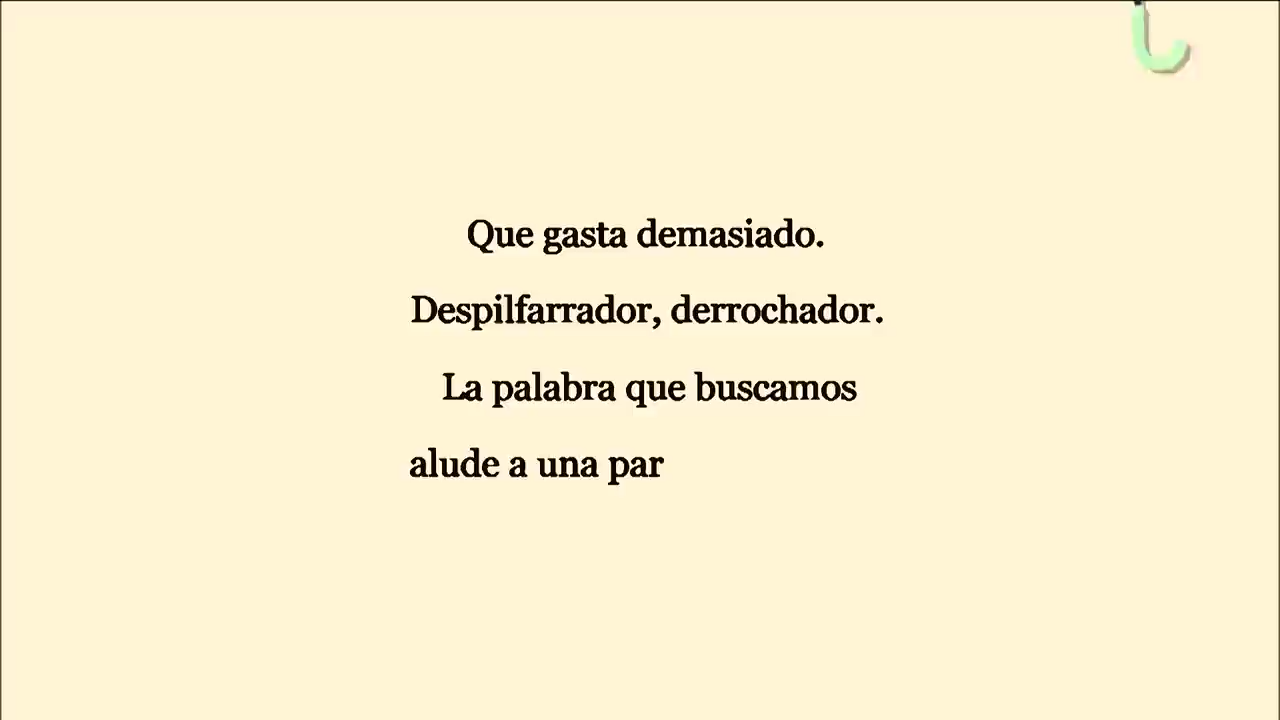 Que gasta demasiado.
Despilfarrador, derrochador.
La palabra que buscamos
alude a una par